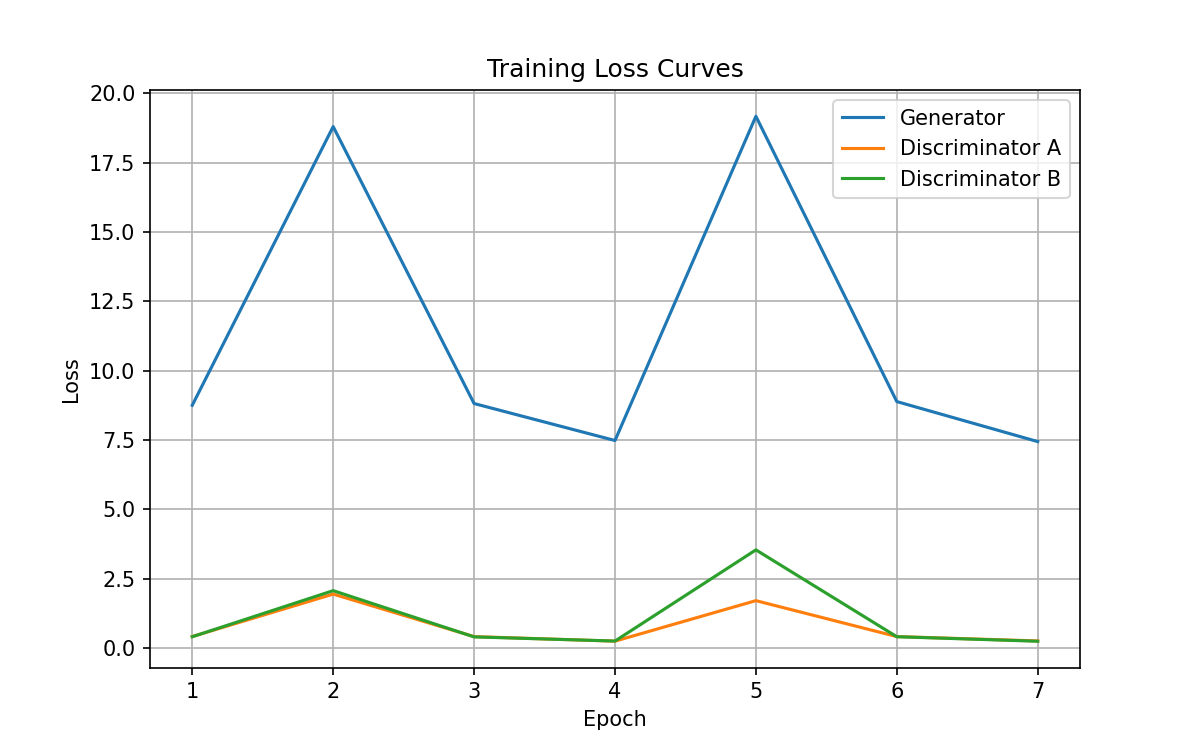 Training Loss Curves
20.0
17.5
15.0
12.5
10.0
7.5
5.0
2.5
0.0
Loss
Generator
Discriminator A
Discriminator B
1 2 3 4 5 6 7
Epoch